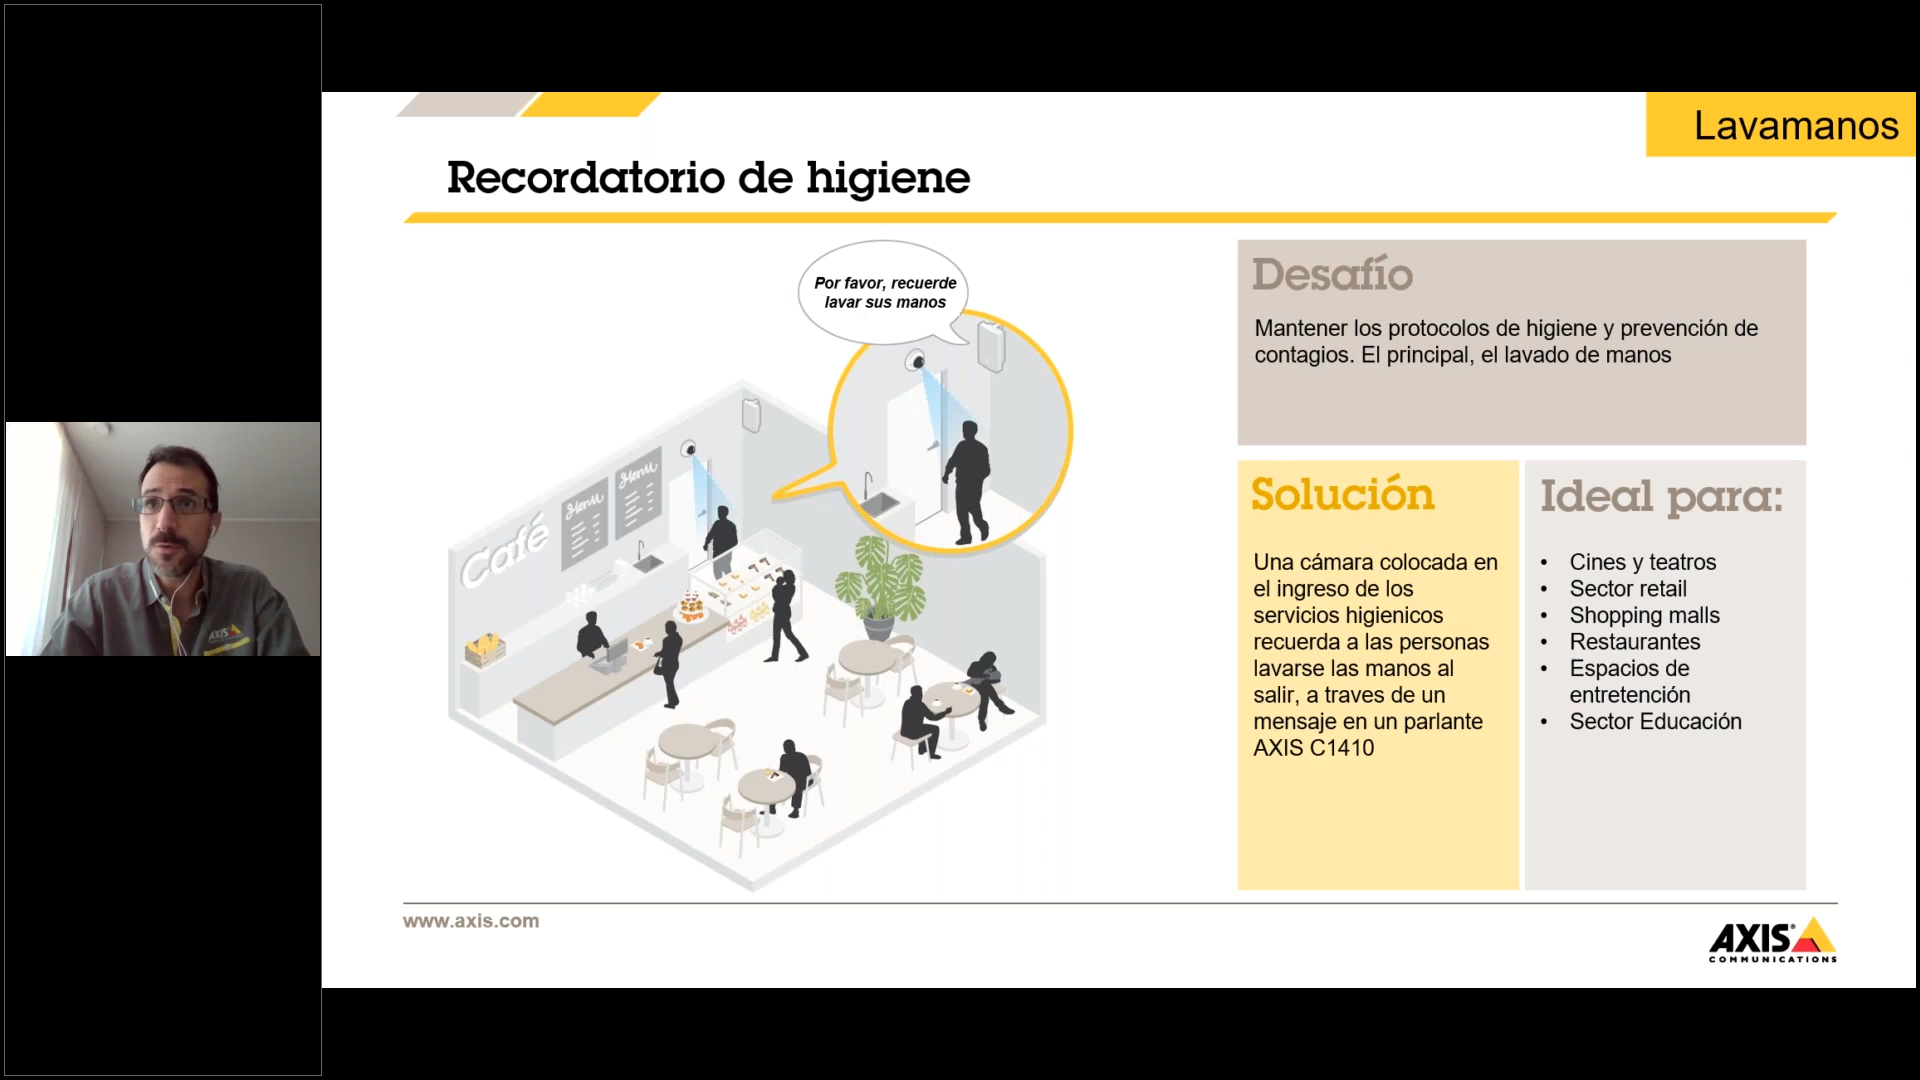 Lavamanos
Recordatorio de higiene
Por favor, recuerde
lavar sus manos
Café
Menu
Menu
Desafío
Mantener los protocolos de higiene y prevención de
contagios. El principal, el lavado de manos
Solución
Una cámara colocada en
el ingreso de los
servicios higienicos
recuerda a las personas
lavarse las manos al
salir, a traves de un
mensaje en un parlante
AXIS C1410
Ideal para:
• Cines y teatros
• Sector retail
• Shopping malls
• Restaurantes
• Espacios de
entretención
• Sector Educación
www.axis.com
AXIS
COMMUNICATIONS
AXIS